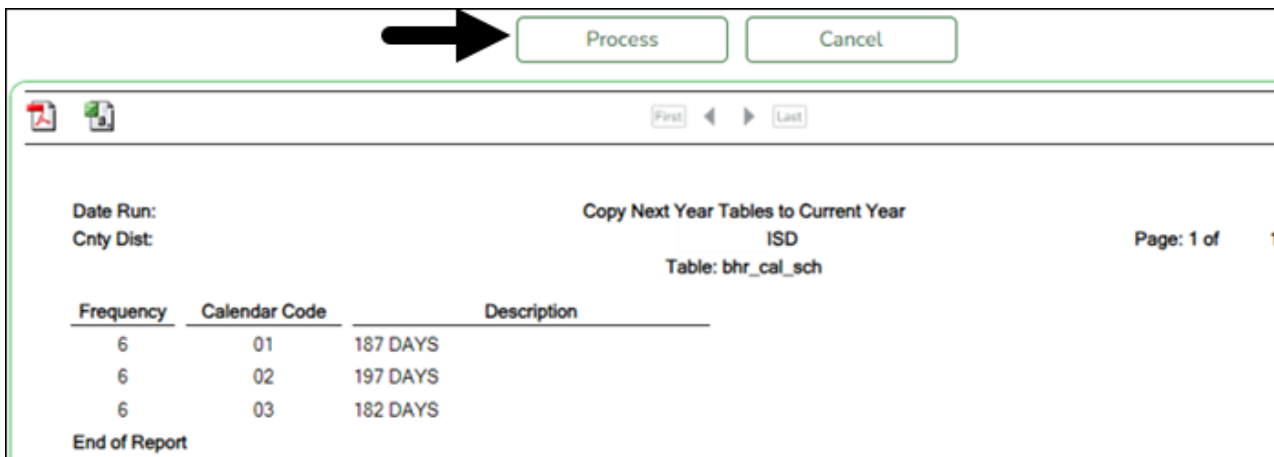 Process Cancel
First Last
Date Run: Copy Next Year Tables to Current Year
Cnty Dist: ISD Page: 1 of 1
Table: bhr_cal_sch
Frequency Calendar Code Description
6 01 187 DAYS
6 02 197 DAYS
6 03 182 DAYS
End of Report